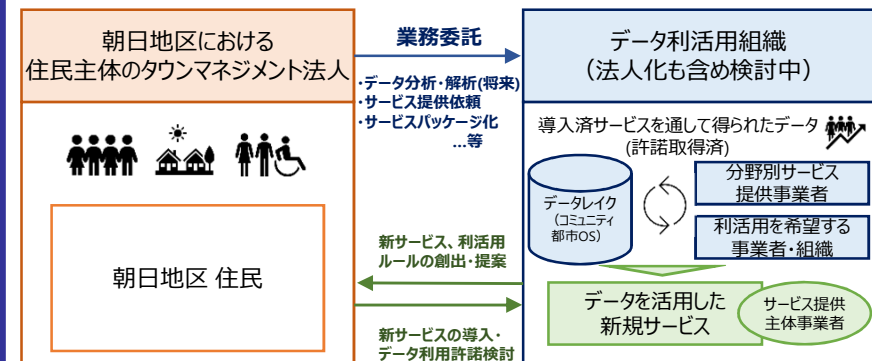 朝日地区における
住民主体のタウンマネジメント法人
朝日地区 住民
業務委託
・データ分析・解析(将来)
・サービス提供依頼
・サービスパッケージ化
…等
新サービス、利活用
ルールの創出・提案
新サービスの導入・
データ利用許諾検討
データ利活用組織
（法人化も含め検討中）
導入済サービスを通して得られたデータ
(許諾取得済)
データレイク
（コミュニティ
都市OS）
分野別サービス
提供事業者
利活用を希望する
事業者・組織
データを活用した
新規サービス
サービス提供
主体事業者